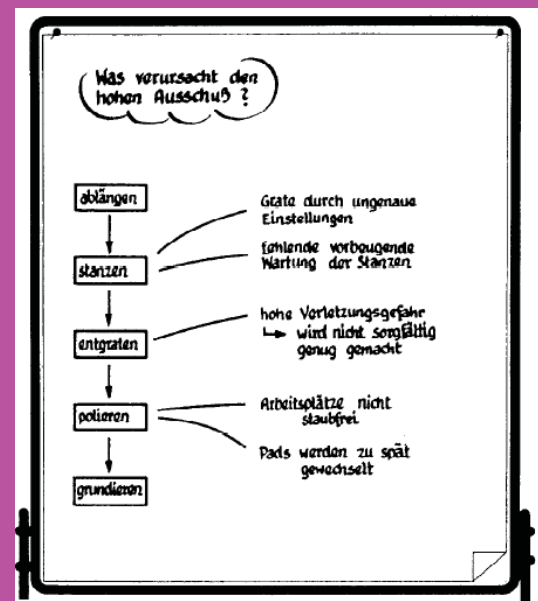 Was verursacht den
hohen Ausschuß ?
ablängen
Grate durch ungenaue
Einstellungen
stanzen
fehlende vorbeugende
Wartung der Stanzen
entgraten
hohe Verletzungsgefahr
↳ wird nicht sorgfältig
genug gemacht
polieren
Arbeitsplätze nicht
staubfrei
Pads werden zu spät
gewechselt
grundieren